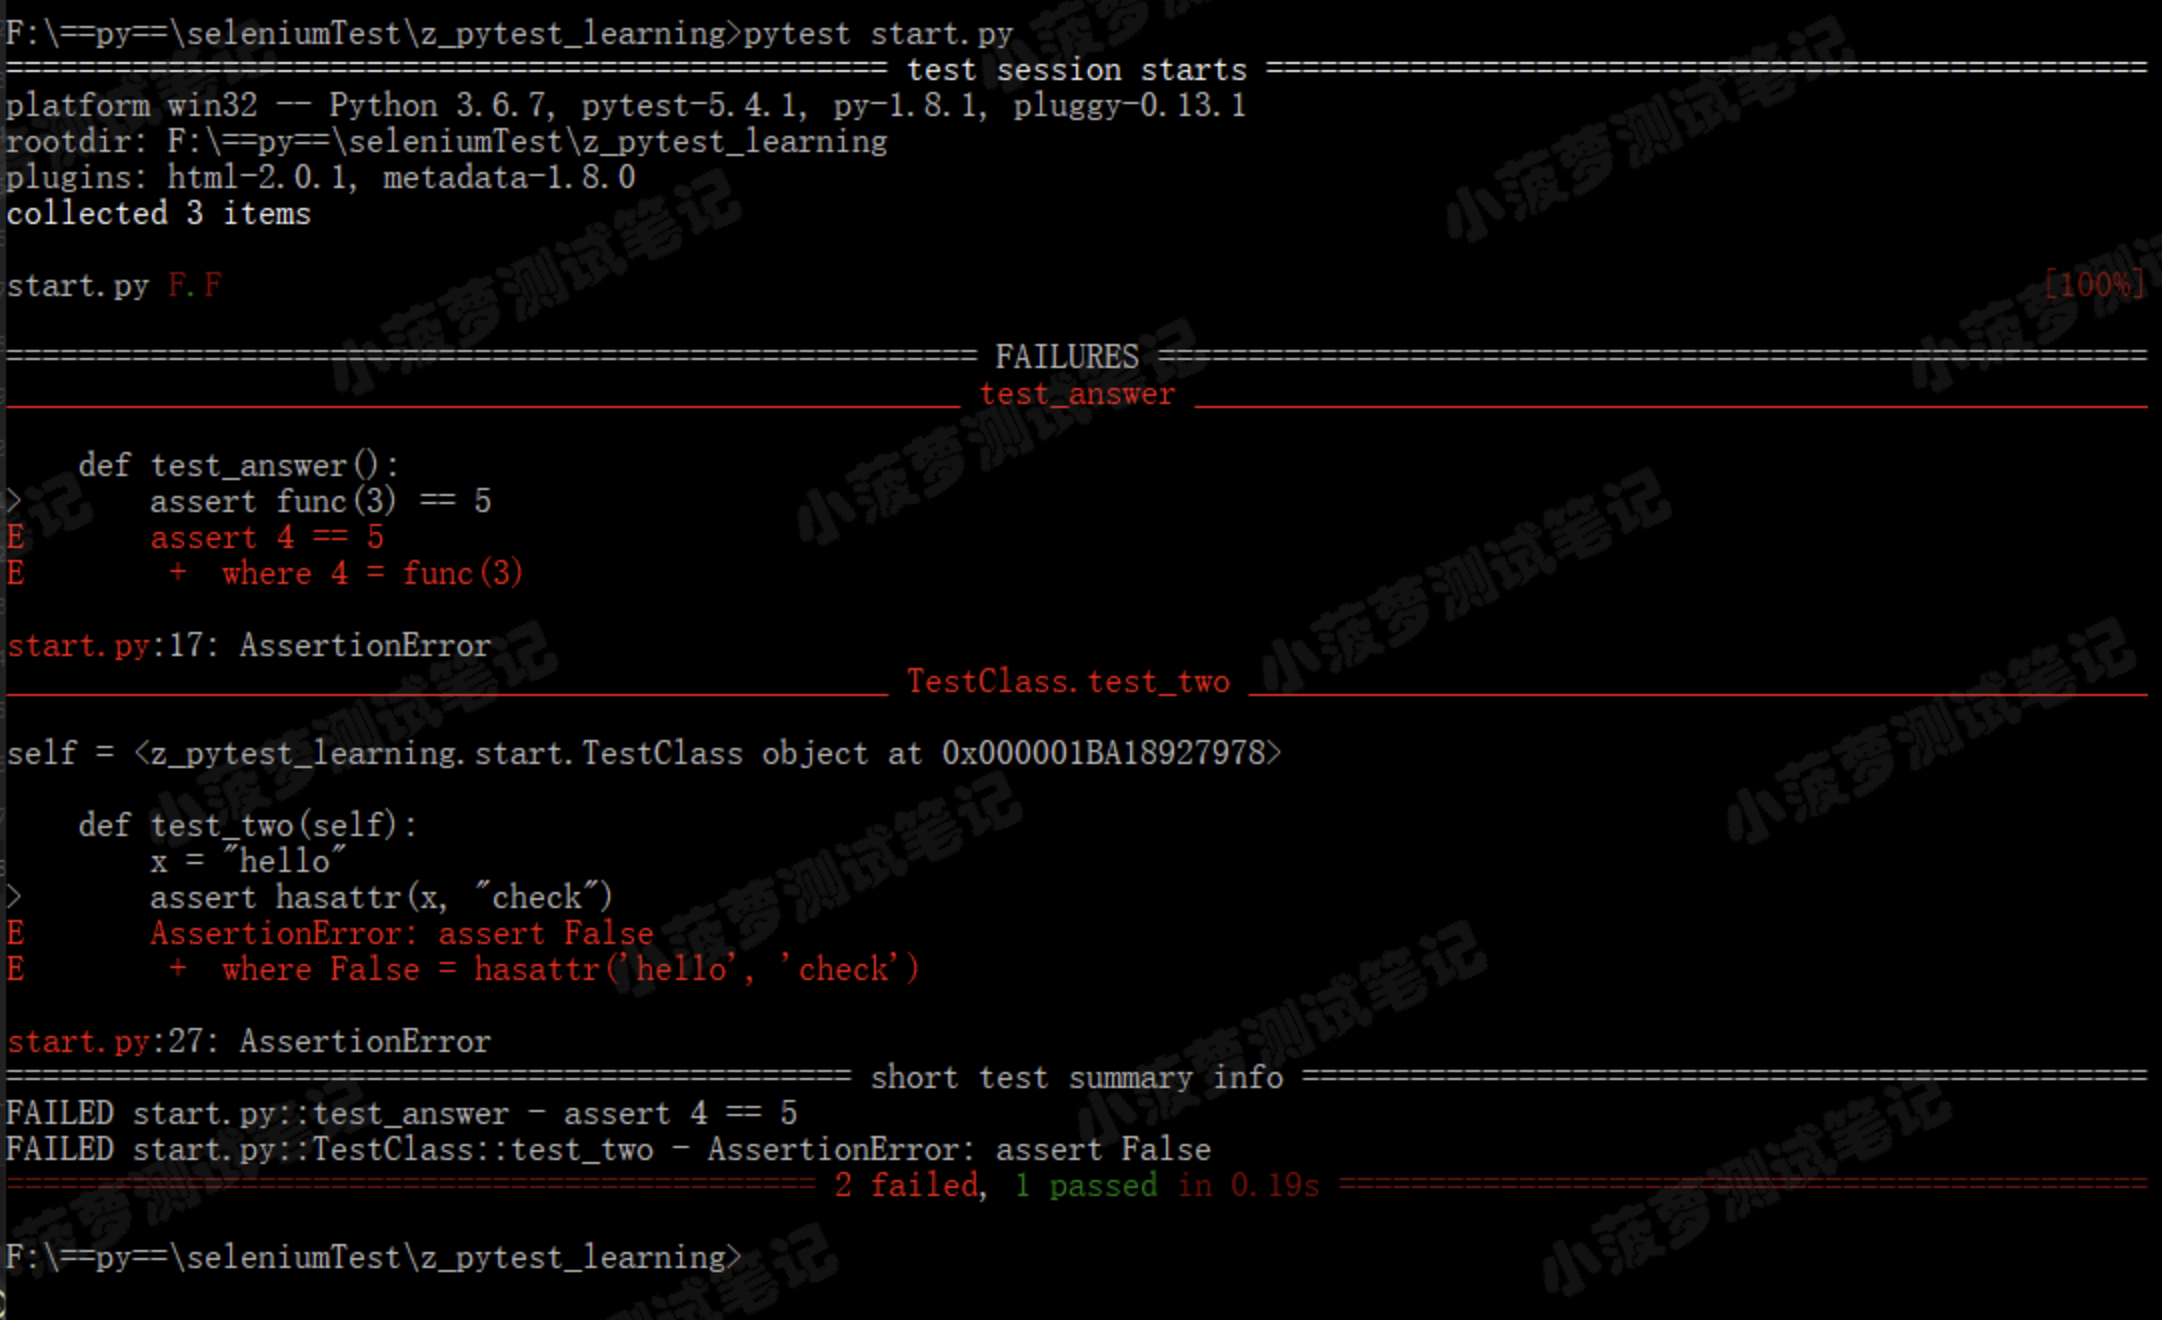 F:\==py==\seleniumTest\z_pytest_learning>pytest start.py
================================================= test session starts =================================================
platform win32 -- Python 3.6.7, pytest-5.4.1, py-1.8.1, pluggy-0.13.1
rootdir: F:\==py==\seleniumTest\z_pytest_learning
plugins: html-2.0.1, metadata-1.8.0
collected 3 items
start.py F.F [100%]
====================================================== FAILURES =======================================================
_____________________________________________________ test_answer _____________________________________________________
def test_answer():
> assert func(3) == 5
E assert 4 == 5
E + where 4 = func(3)
start.py:17: AssertionError
_________________________________________________ TestClass.test_two __________________________________________________
self = <z_pytest_learning.start.TestClass object at 0x000001BA18927978>
def test_two(self):
x = "hello"
> assert hasattr(x, "check")
E AssertionError: assert False
E + where False = hasattr('hello', 'check')
start.py:27: AssertionError
=============================================== short test summary info ===============================================
FAILED start.py::test_answer - assert 4 == 5
FAILED start.py::TestClass::test_two - AssertionError: assert False
============================================= 2 failed, 1 passed in 0.19s =============================================
F:\==py==\seleniumTest\z_pytest_learning>
小菠萝测试笔记